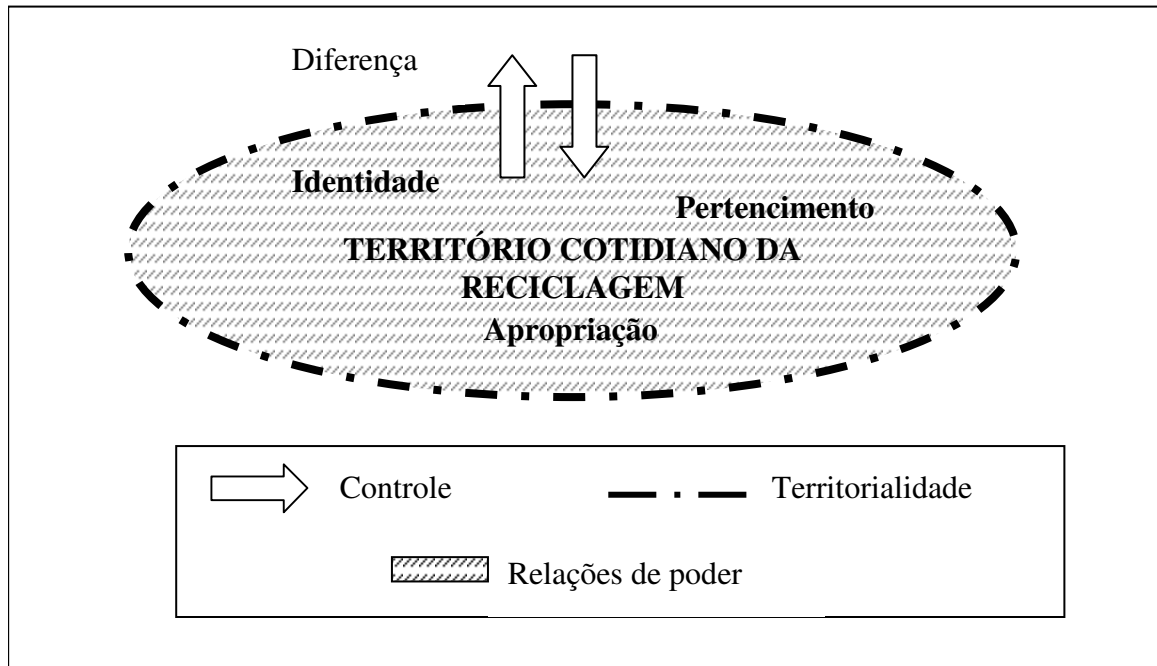 Diferença
Identidade
Pertencimento
TERRITÓRIO COTIDIANO DA
RECICLAGEM
Apropriação
Controle
Territorialidade
Relações de poder